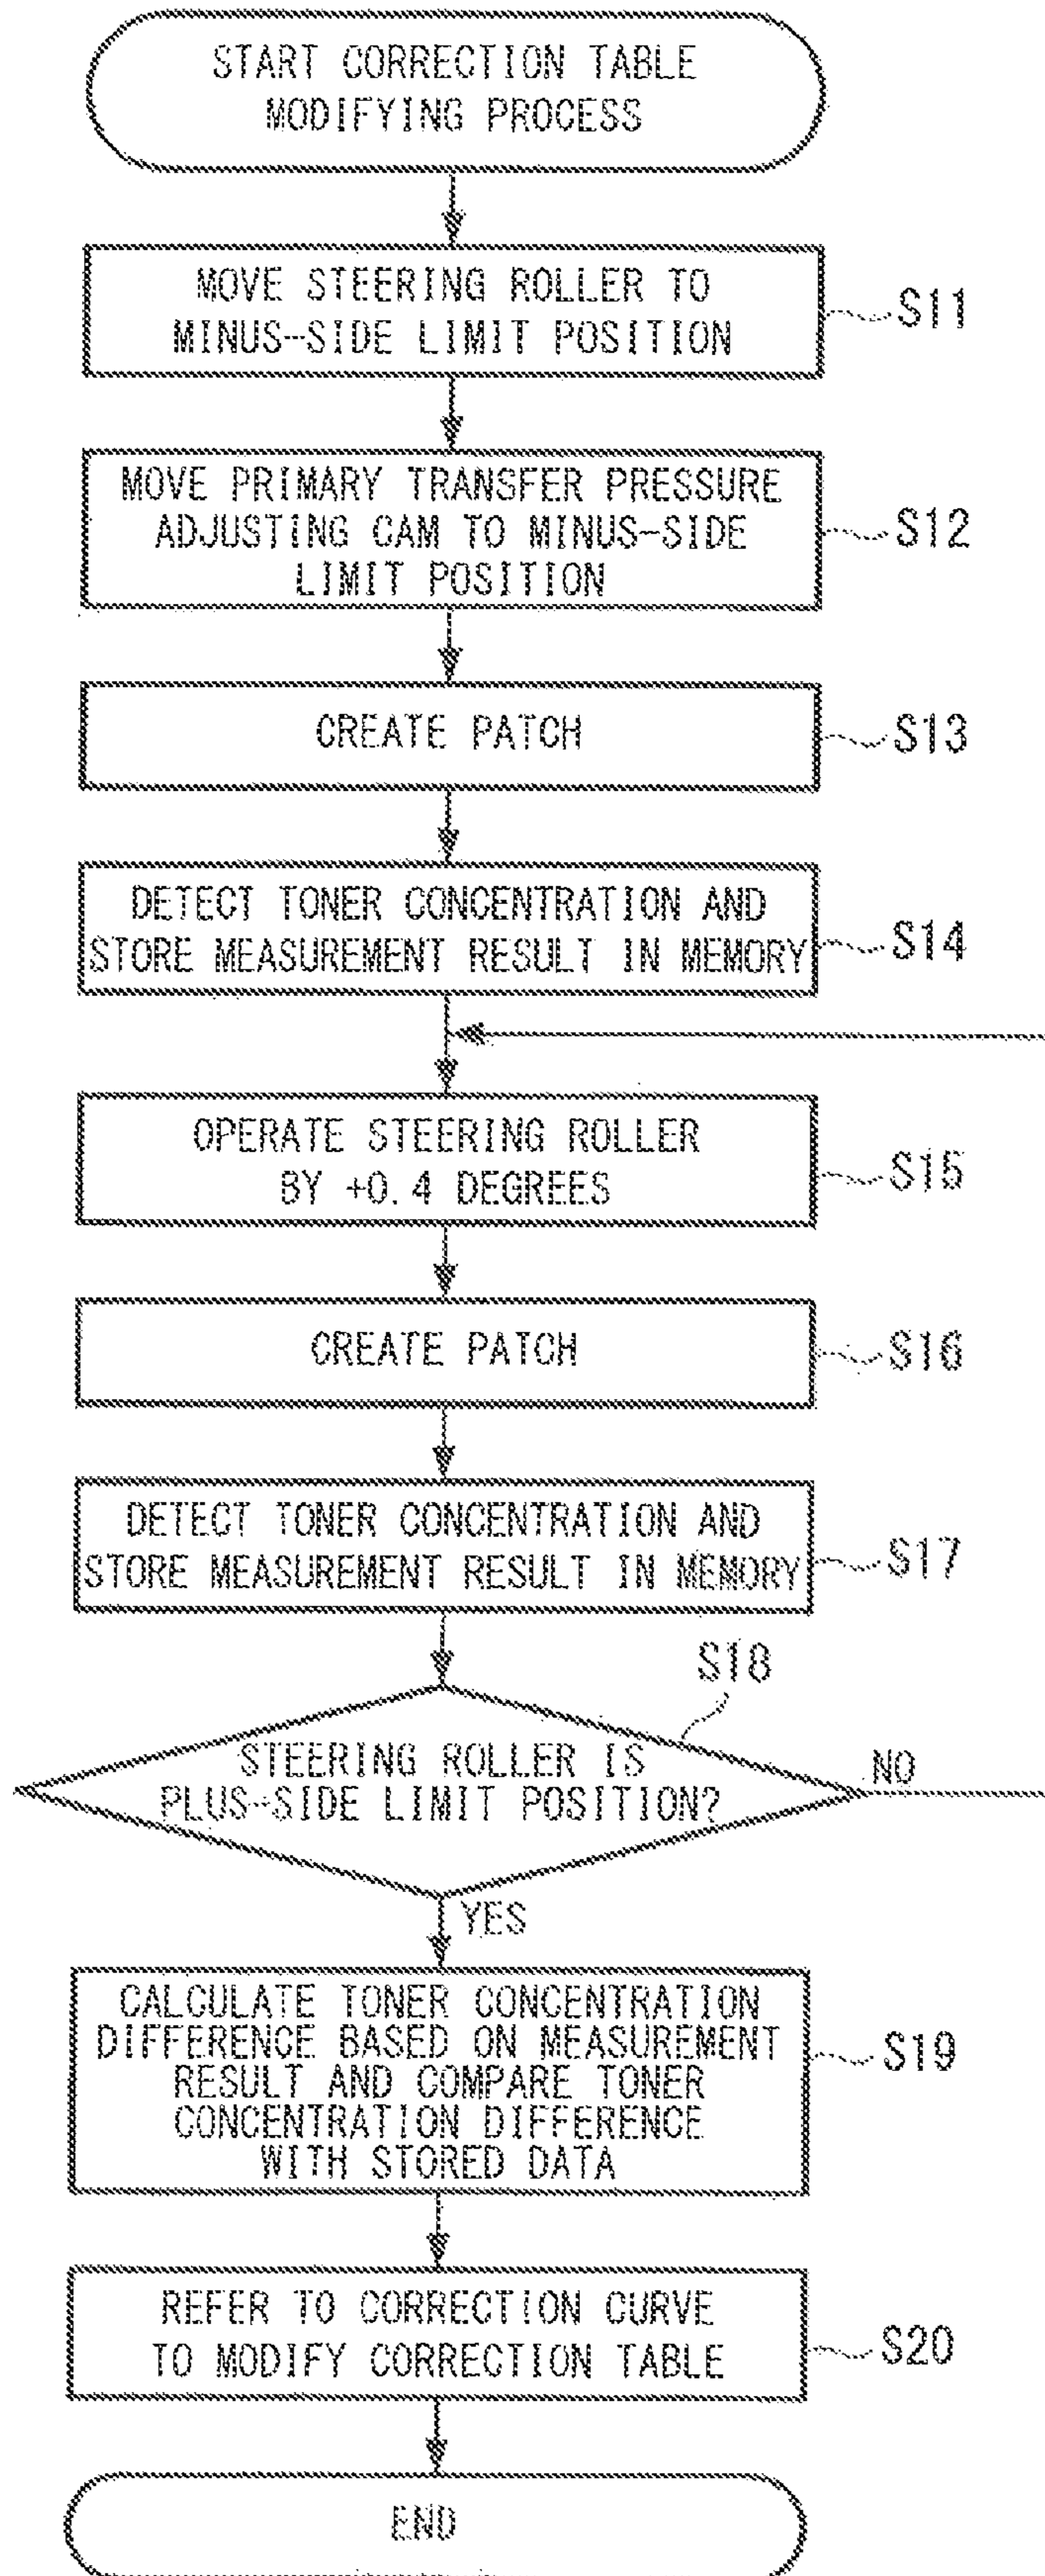 START CORRECTION TABLE
MODIFYING PROCESS
MOVE STEERING ROLLER TO
MINUS-SIDE LIMIT POSITION
S11
MOVE PRIMARY TRANSFER PRESSURE
ADJUSTING CAM TO MINUS-SIDE
LIMIT POSITION
S12
CREATE PATCH
S13
DETECT TONER CONCENTRATION AND
STORE MEASUREMENT RESULT IN MEMORY
S14
OPERATE STEERING ROLLER
BY +0.4 DEGREES
S15
CREATE PATCH
S16
DETECT TONER CONCENTRATION AND
STORE MEASUREMENT RESULT IN MEMORY
S17
S18
STEERING ROLLER IS
PLUS-SIDE LIMIT POSITION?
NO
YES
CALCULATE TONER CONCENTRATION
DIFFERENCE BASED ON MEASUREMENT
RESULT AND COMPARE TONER
CONCENTRATION DIFFERENCE
WITH STORED DATA
S19
REFER TO CORRECTION CURVE
TO MODIFY CORRECTION TABLE
S20
END